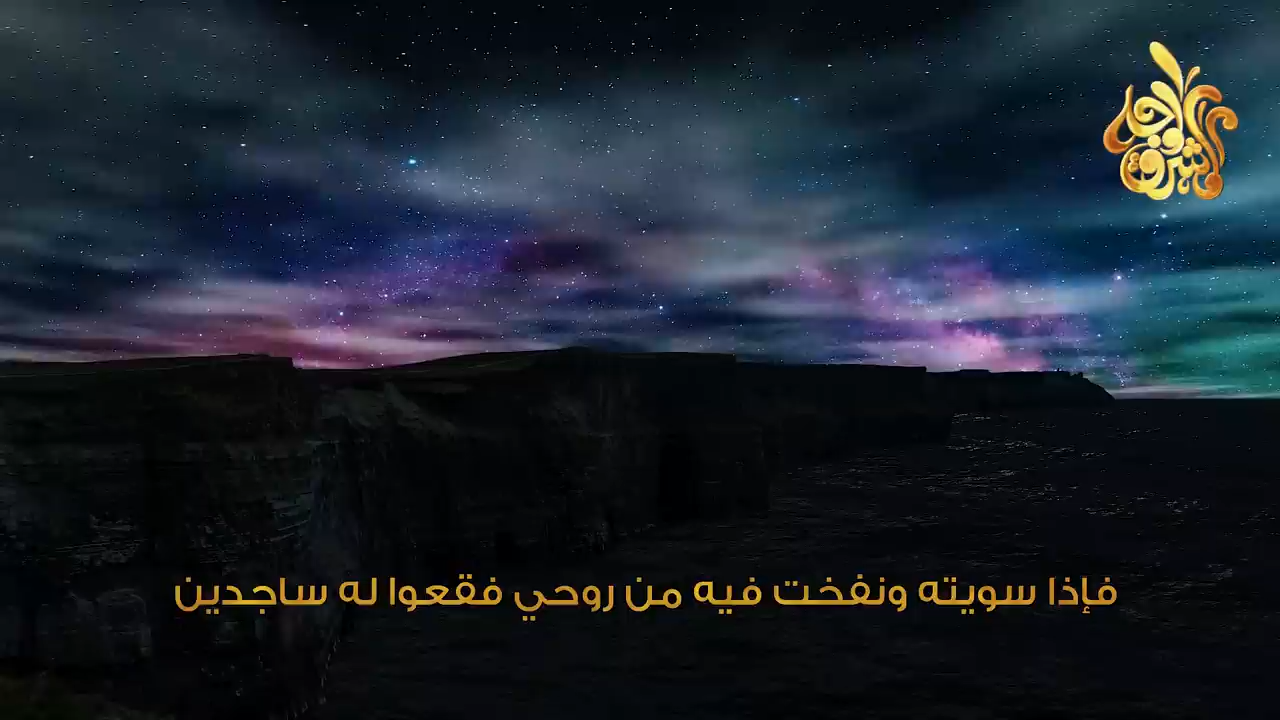 فإذا سويته ونفخت فيه من روحي فقعوا له ساجدين